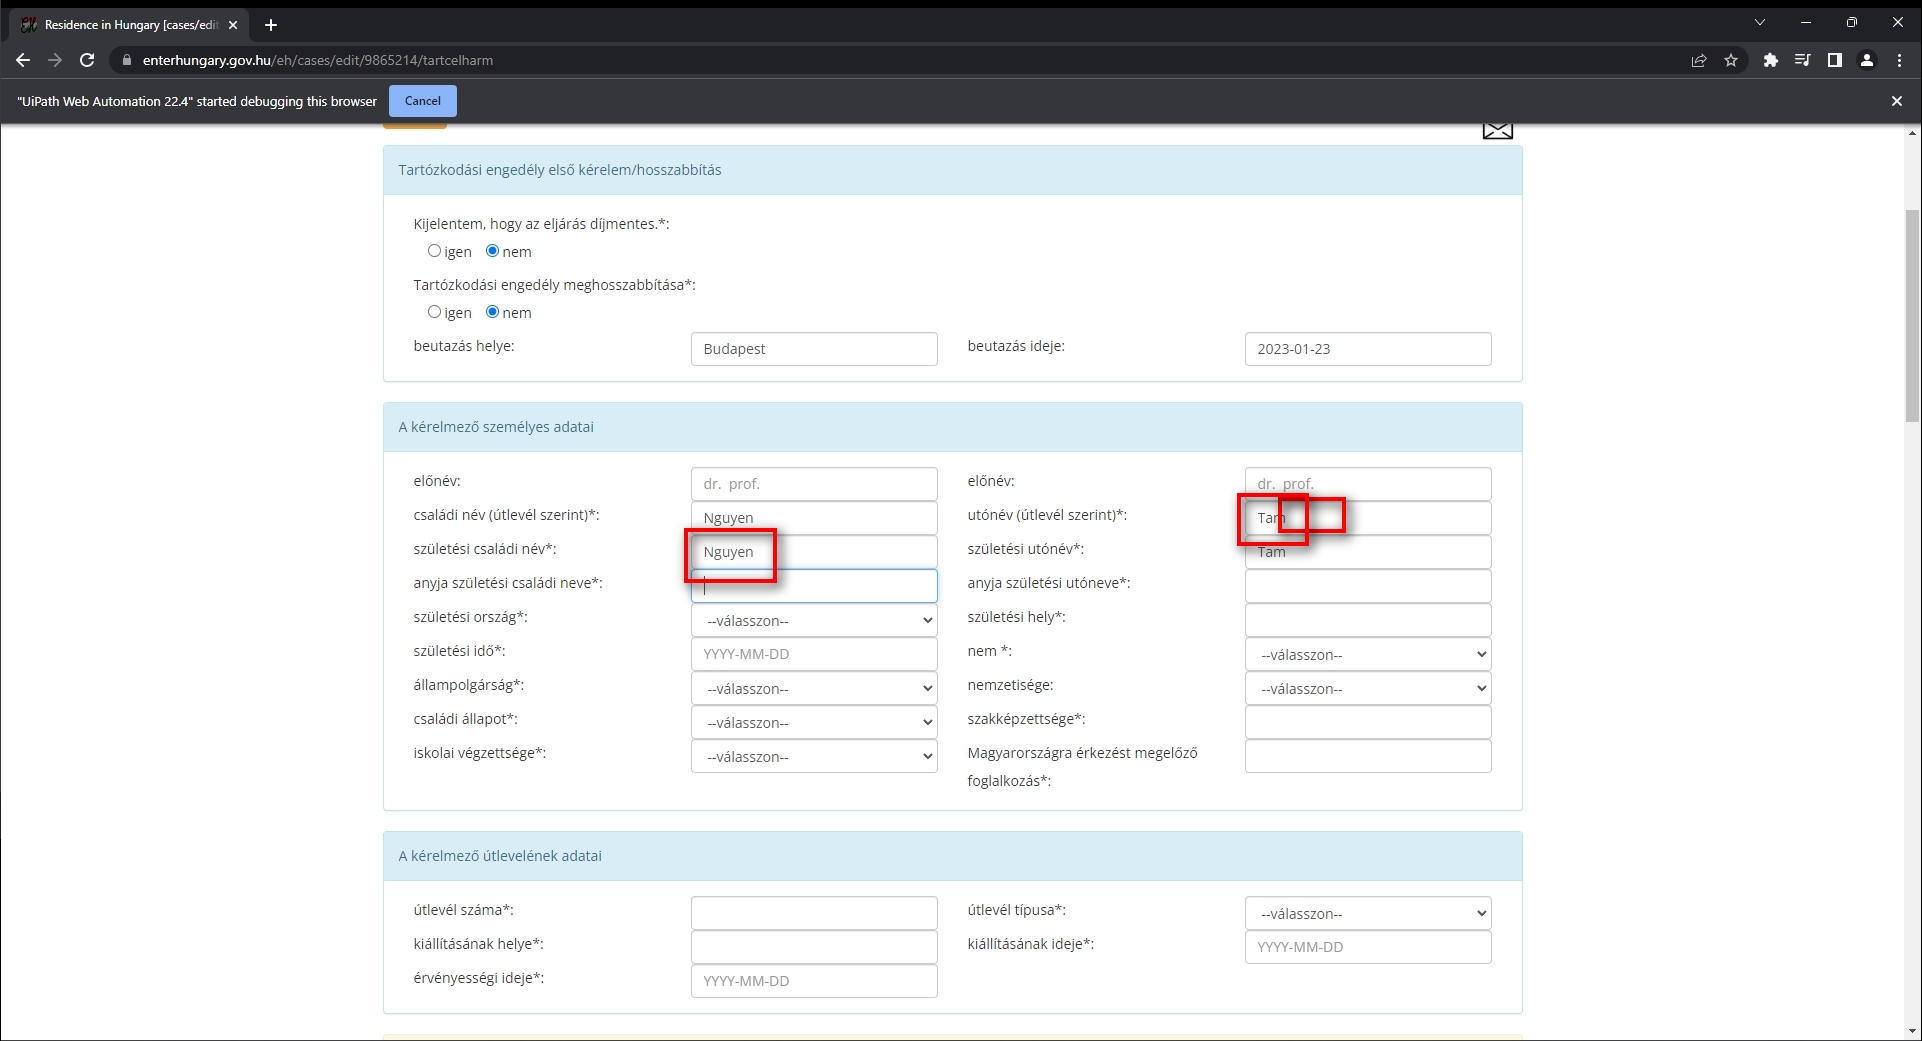 Residence in Hungary [cases/edit
enterhungary.gov.hu/eh/cases/edit/9865214/tartcelharm
"UiPath Web Automation 22.4" started debugging this browser Cancel
Tartózkodási engedély első kérelem/hosszabbítás
Kijelentem, hogy az eljárás díjmentes.*:
igen nem
Tartózkodási engedély meghosszabbítása*:
igen nem
beutazás helye: Budapest beutazás ideje: 2023-01-23
A kérelmező személyes adatai
előnév: dr. prof. előnév: dr. prof.
családi név (útlevél szerint)*: Nguyen utónév (útlevél szerint)*: Tam
születési családi név*: Nguyen születési utónév*: Tam
anyja születési családi neve*: anyja születési utóneve*:
születési ország*: --válasszon-- születési hely*:
születési idő*: YYYY-MM-DD nem *: --válasszon--
állampolgárság*: --válasszon-- nemzetisége: --válasszon--
családi állapot*: --válasszon-- szakképzettsége*:
iskolai végzettsége*: --válasszon-- Magyarországra érkezést megelőző
foglalkozás*:
A kérelmező útlevelének adatai
útlevél száma*: útlevél típusa*: --válasszon--
kiállításának helye*: kiállításának ideje*: YYYY-MM-DD
érvényességi ideje*: YYYY-MM-DD